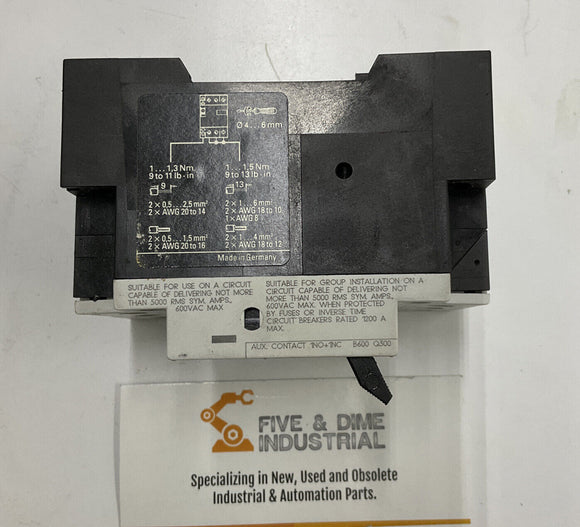 Ø 4...6 mm
1...1,3 Nm
9 to 11 lb-in
1...1,5 Nm
9 to 13 lb-in
9
13
2 × 0,5...2,5 mm²
2 × AWG 20 to 14
2 × 1...6 mm²
2 × AWG 18 to 10
1 × AWG 8
2 × 0,5...1,5 mm²
2 × AWG 20 to 16
2 × 1...4 mm²
2 × AWG 18 to 12
Made in Germany
SUITABLE FOR USE ON A CIRCUIT
CAPABLE OF DELIVERING NOT MORE
THAN 5000 RMS SYM. AMPS.,
600VAC MAX.
SUITABLE FOR GROUP INSTALLATION ON A
CIRCUIT CAPABLE OF DELIVERING NOT
MORE THAN 5000 RMS SYM. AMPS.,
600VAC MAX. WHEN PROTECTED
BY FUSES OR INVERSE TIME
CIRCUIT BREAKERS RATED 1200 A
MAX.
AUX. CONTACT 1NO+1NC B600 Q300
FIVE & DIME
INDUSTRIAL
Specializing in New, Used and Obsolete
Industrial & Automation Parts.